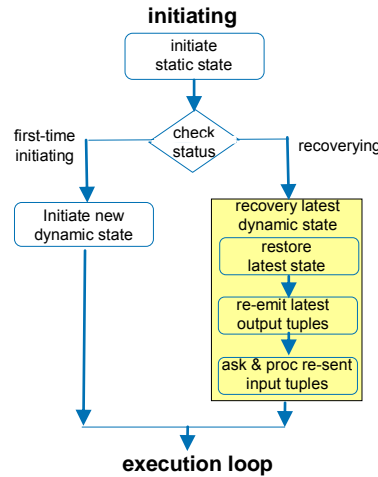 initiating
initiate
static state
check
status
first-time
initiating
recoverying
Initiate new
dynamic state
recovery latest
dynamic state
restore
latest state
re-emit latest
output tuples
ask & proc re-sent
input tuples
execution loop